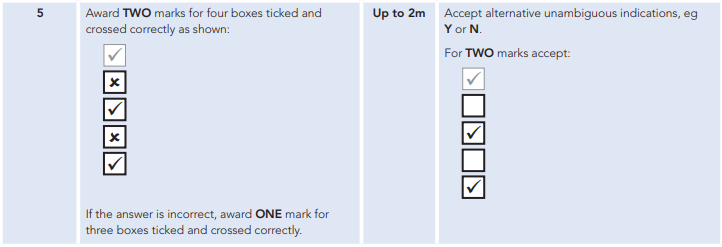 5
Award TWO marks for four boxes ticked and
crossed correctly as shown:
If the answer is incorrect, award ONE mark for
three boxes ticked and crossed correctly.
Up to 2m
Accept alternative unambiguous indications, eg
Y or N.
For TWO marks accept: